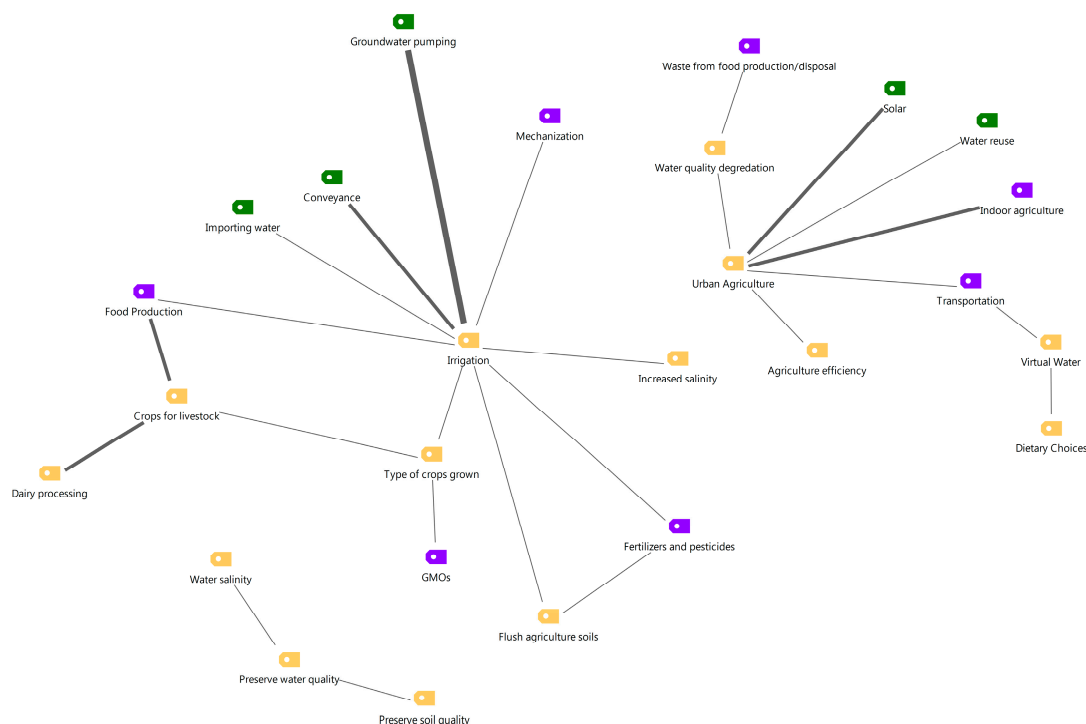 Groundwater pumping
Waste from food production/disposal
Solar
Mechanization
Water reuse
Water quality degredation
Conveyance
Indoor agriculture
Importing water
Urban Agriculture
Transportation
Food Production
Irrigation
Virtual Water
Agriculture efficiency
Increased salinity
Crops for livestock
Dietary Choices
Type of crops grown
Dairy processing
Fertilizers and pesticides
GMOs
Water salinity
Flush agriculture soils
Preserve water quality
Preserve soil quality